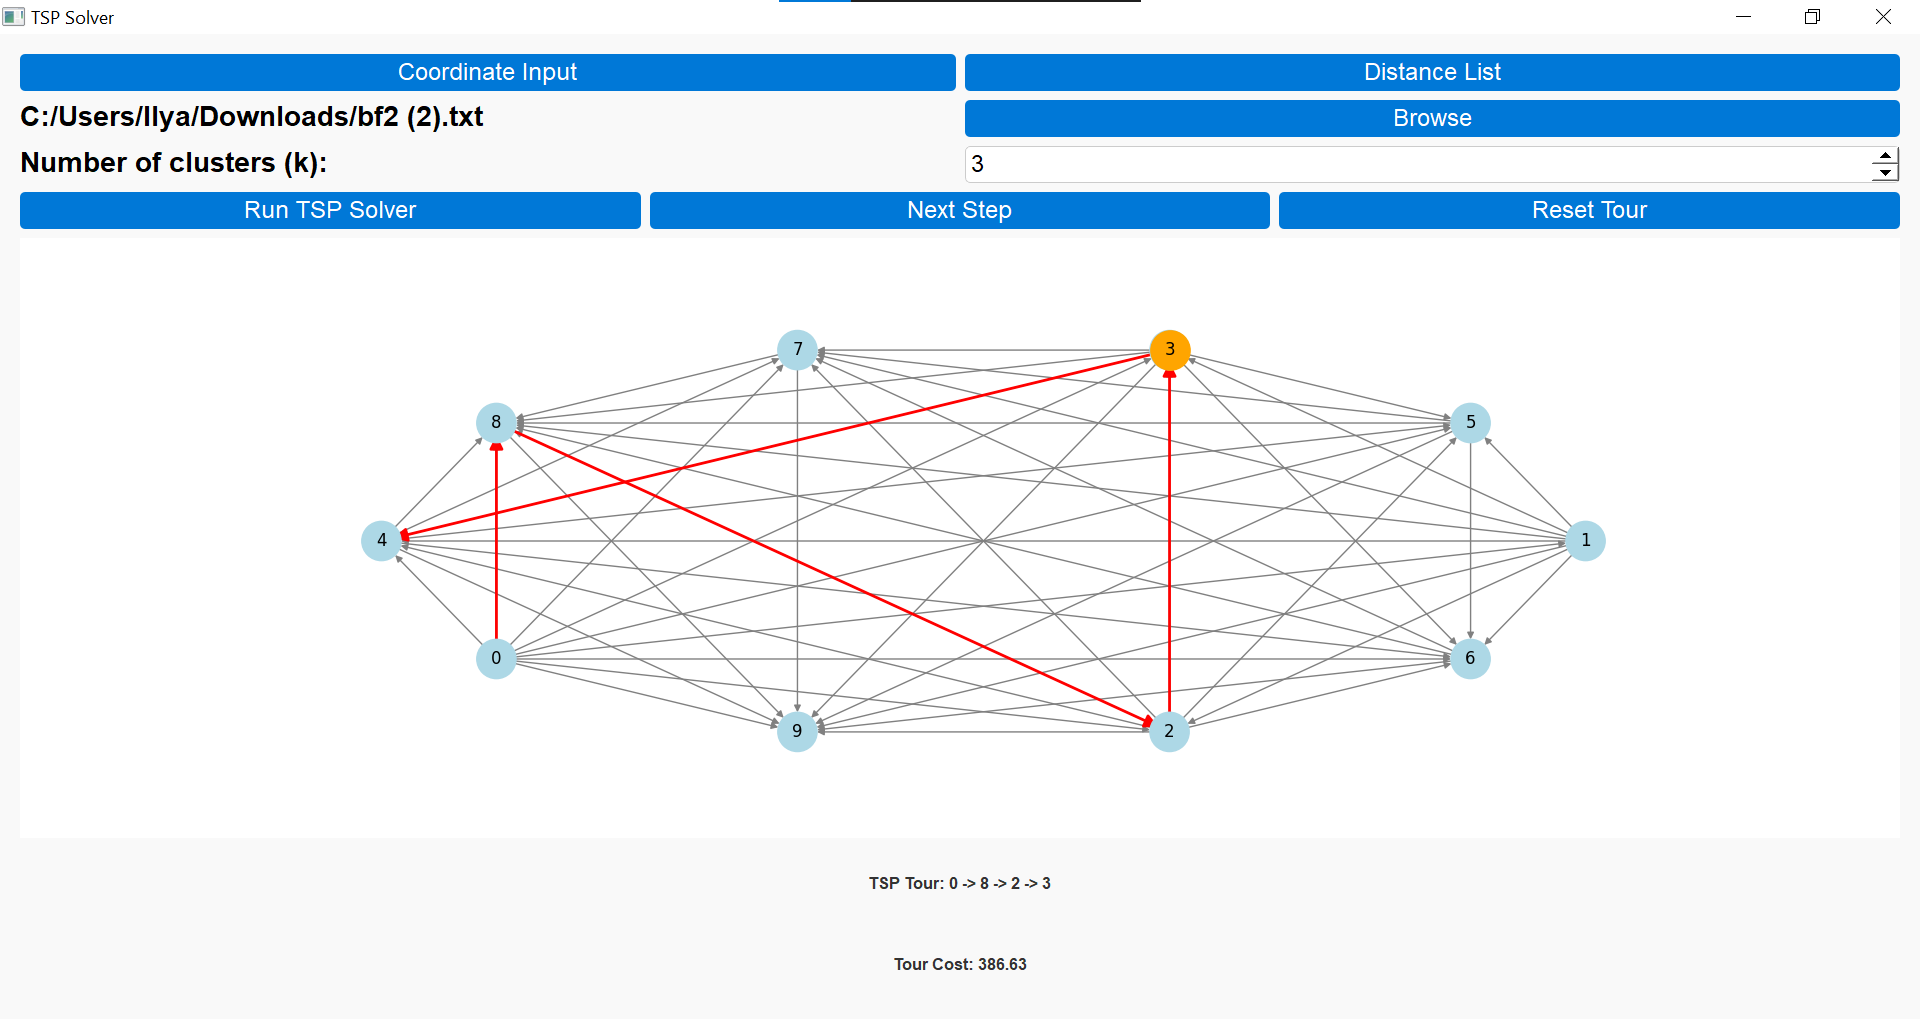 TSP Solver
Coordinate Input
Distance List
C:/Users/Ilya/Downloads/bf2 (2).txt
Browse
Number of clusters (k):
3
Run TSP Solver
Next Step
Reset Tour
7
3
8
5
4
1
0
6
9
2
TSP Tour: 0 -> 8 -> 2 -> 3
Tour Cost: 386.63